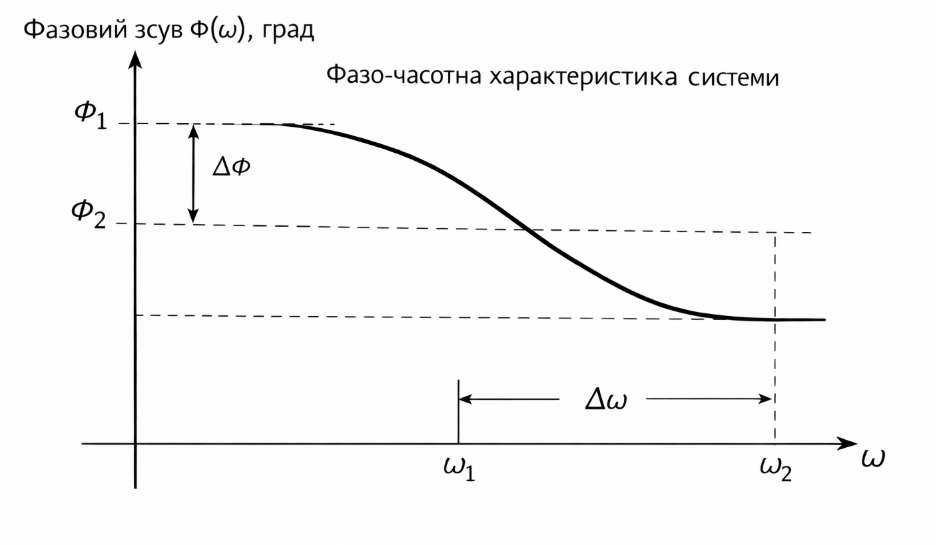 Фазовий зсув Φ(ω), град
Фазо-частотна характеристика системи
Φ₁
ΔΦ
Φ₂
Δω
ω₁
ω₂
ω